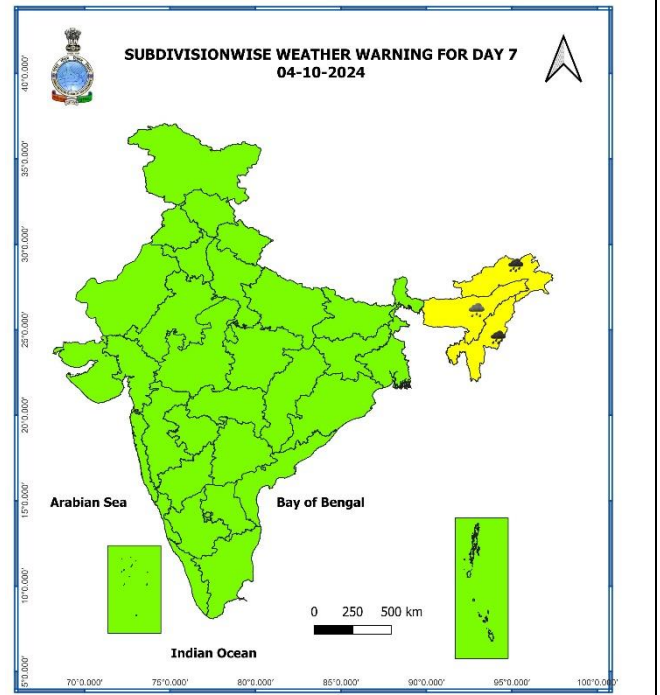 SUBDIVISIONWISE WEATHER WARNING FOR DAY 7
04-10-2024
40°0.000'
35°0.000'
30°0.000'
25°0.000'
20°0.000'
15°0.000'
10°0.000'
5°0.000'
Arabian Sea
Bay of Bengal
0 250 500 km
Indian Ocean
70°0.000' 75°0.000' 80°0.000' 85°0.000' 90°0.000' 95°0.000' 100°0.000'